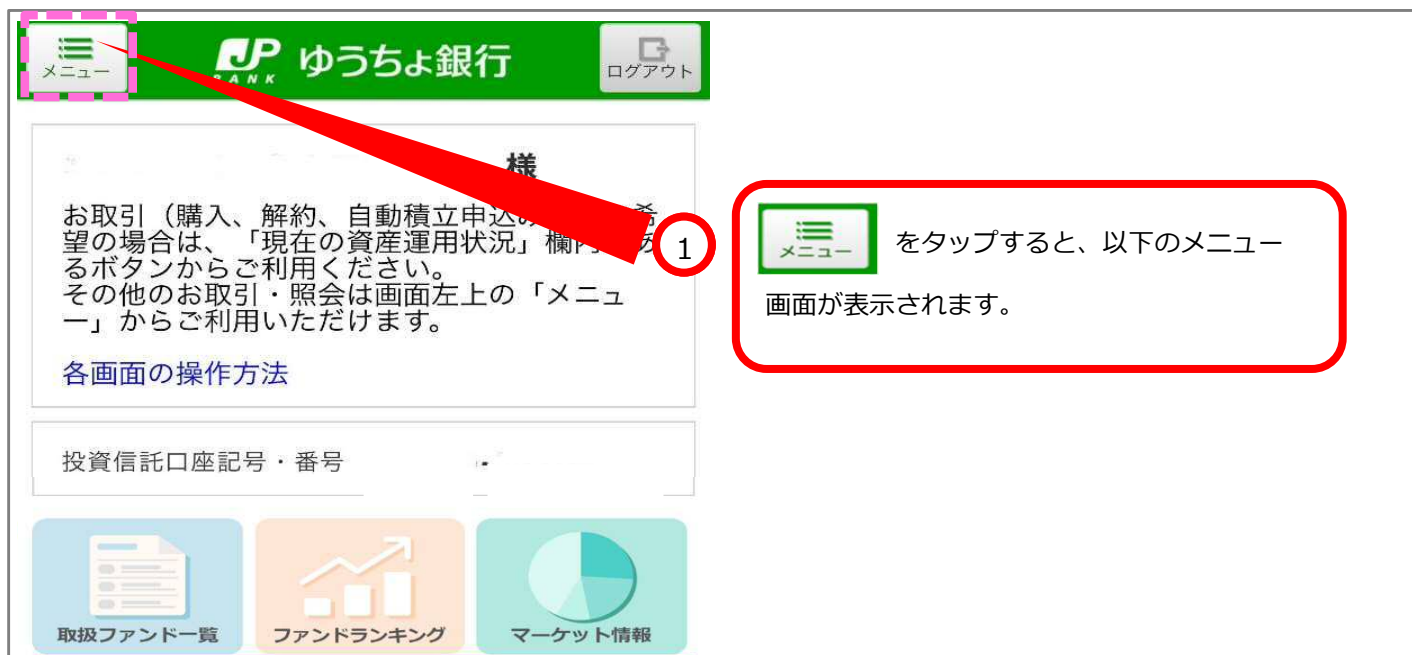 メニュー
JP
BANK
ゆうちょ銀行
ログアウト
様
お取引（購入、解約、自動積立申込み
希
望の場合は、「現在の資産運用状況」欄内
あ
るボタンからご利用ください。
その他のお取引・照会は画面左上の「メニュ
ー」からご利用いただけます。
各画面の操作方法
1
メニュー
をタップすると、以下のメニュー
画面が表示されます。
投資信託口座記号・番号
取扱ファンド一覧
ファンドランキング
マーケット情報